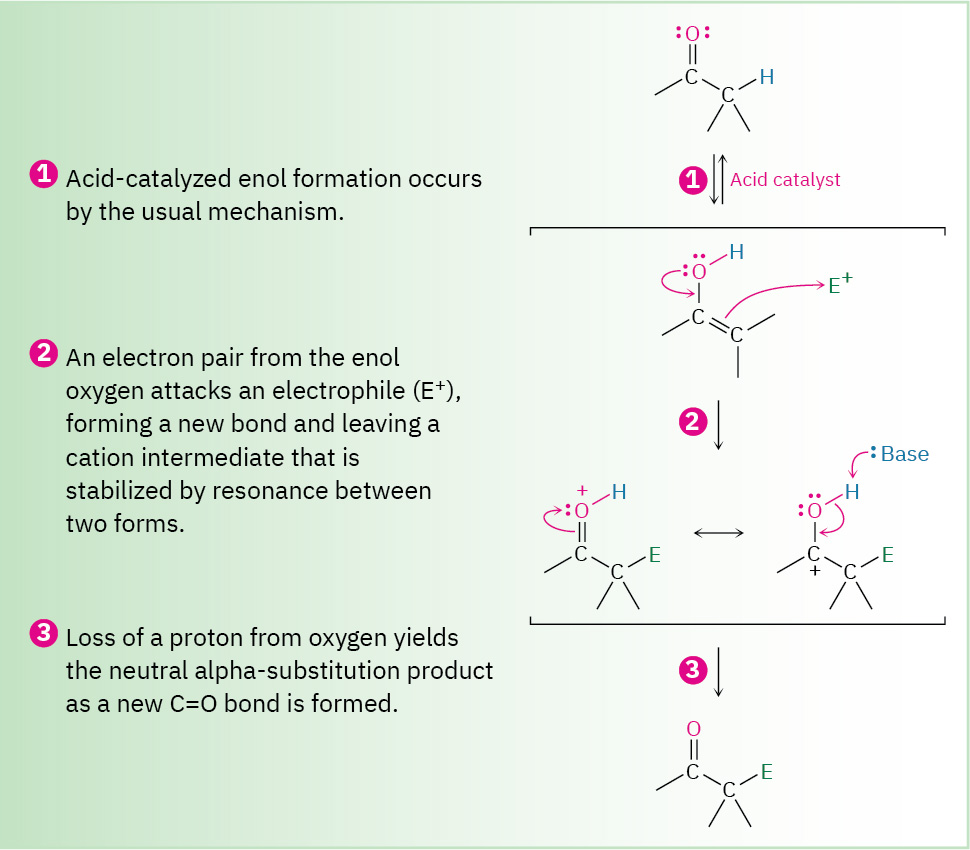 :O:
C
H
C
1 Acid-catalyzed enol formation occurs
by the usual mechanism.
1 Acid catalyst
:O
H
E+
C
C
2 An electron pair from the enol
oxygen attacks an electrophile (E+),
forming a new bond and leaving a
cation intermediate that is
stabilized by resonance between
two forms.
2
:Base
+
:O
H
:O
H
C
E
C
+
C
E
C
3 Loss of a proton from oxygen yields
the neutral alpha-substitution product
as a new C=O bond is formed.
3
O
C
E
C